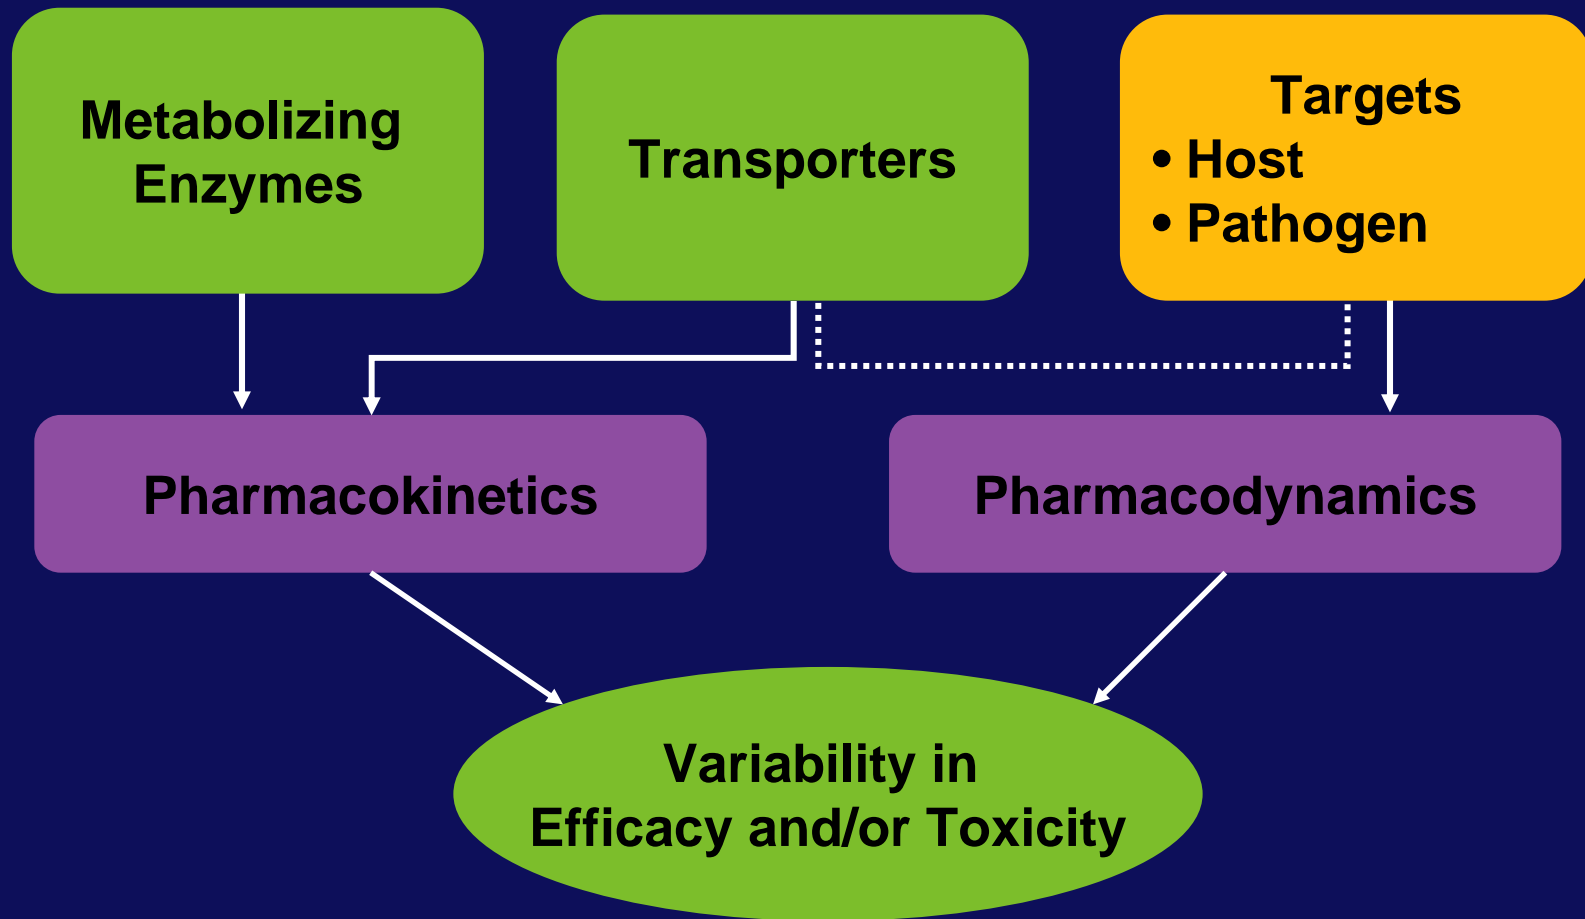 Metabolizing
Enzymes
Transporters
Targets
• Host
• Pathogen
Pharmacokinetics
Pharmacodynamics
Variability in
Efficacy and/or Toxicity